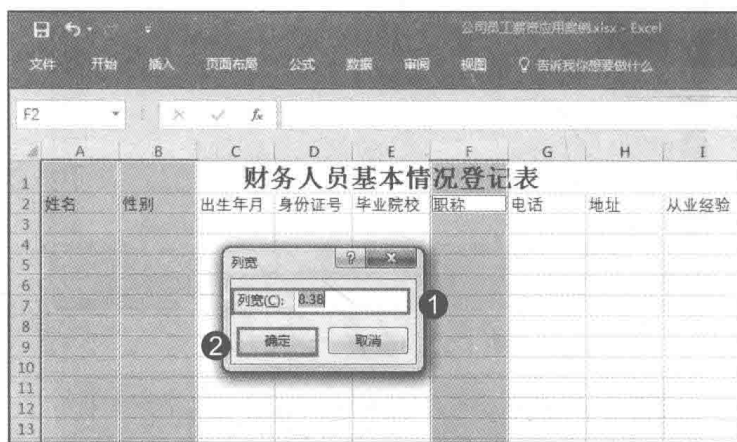 公司员工薪资应用案例.xlsx - Excel
文件 开始 插入 页面布局 公式 数据 审阅 视图 告诉我你想要做什么
F2 fx
A B C D E F G H I
1 财务人员基本情况登记表
2 姓名 性别 出生年月 身份证号 毕业院校 职称 电话 地址 从业经验
3
4
5
6
7
8
9
10
11
12
13
列宽 ?
列宽(C): 8.38
1
2 确定 取消